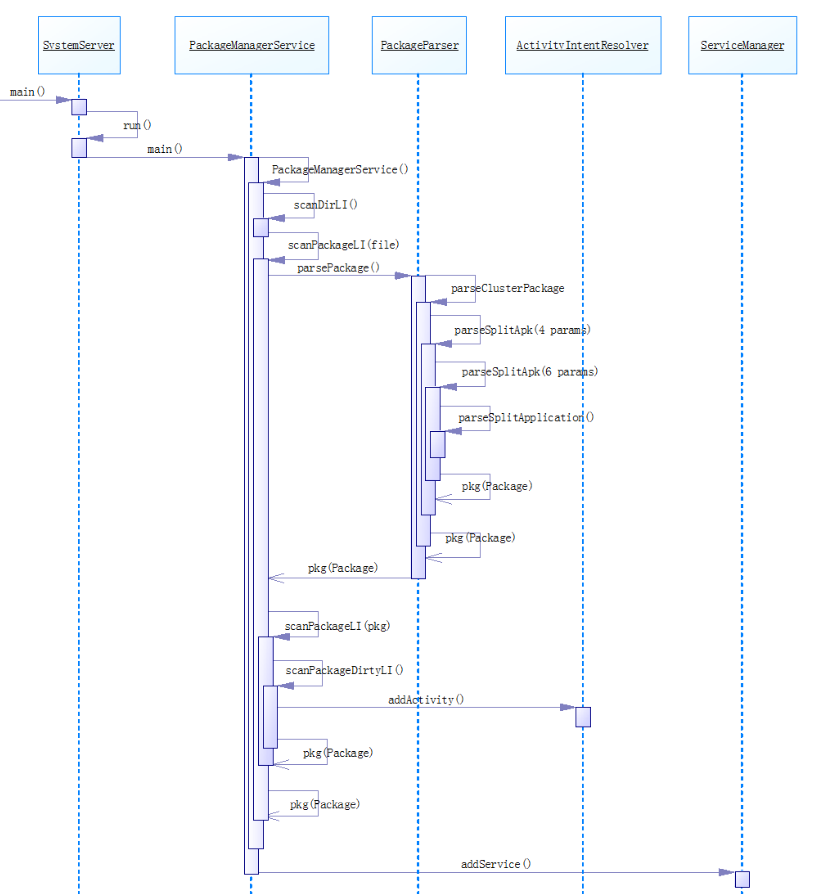 SystemServer
PackageManagerService
PackageParser
ActivityIntentResolver
ServiceManager
main()
run()
main()
PackageManagerService()
scanDirLI()
scanPackageLI(file)
parsePackage()
parseClusterPackage
parseSplitApk(4 params)
parseSplitApk(6 params)
parseSplitApplication()
pkg(Package)
pkg(Package)
pkg(Package)
scanPackageLI(pkg)
scanPackageDirtyLI()
addActivity()
pkg(Package)
pkg(Package)
addService()